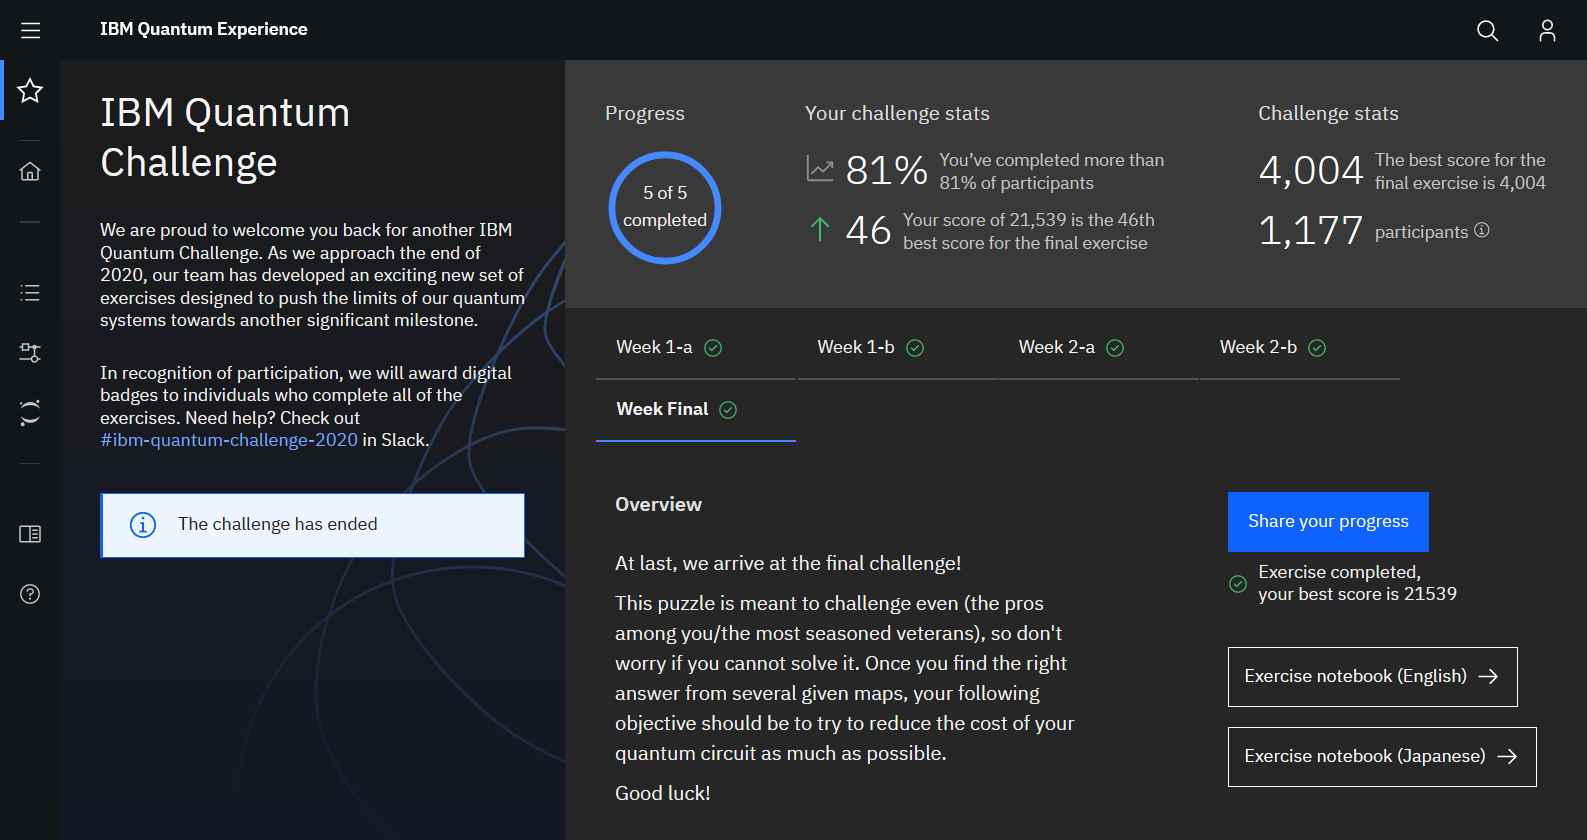 IBM Quantum Experience
IBM Quantum
Challenge
We are proud to welcome you back for another IBM
Quantum Challenge. As we approach the end of
2020, our team has developed an exciting new set of
exercises designed to push the limits of our quantum
systems towards another significant milestone.
In recognition of participation, we will award digital
badges to individuals who complete all of the
exercises. Need help? Check out
#ibm-quantum-challenge-2020 in Slack.
The challenge has ended
Progress
5 of 5
completed
Your challenge stats
81%
You’ve completed more than
81% of participants
46
Your score of 21,539 is the 46th
best score for the final exercise
Challenge stats
4,004
The best score for the
final exercise is 4,004
1,177
participants
Week 1-a
Week 1-b
Week 2-a
Week 2-b
Week Final
Overview
At last, we arrive at the final challenge!
This puzzle is meant to challenge even (the pros
among you/the most seasoned veterans), so don't
worry if you cannot solve it. Once you find the right
answer from several given maps, your following
objective should be to try to reduce the cost of your
quantum circuit as much as possible.
Good luck!
Share your progress
Exercise completed,
your best score is 21539
Exercise notebook (English)
Exercise notebook (Japanese)